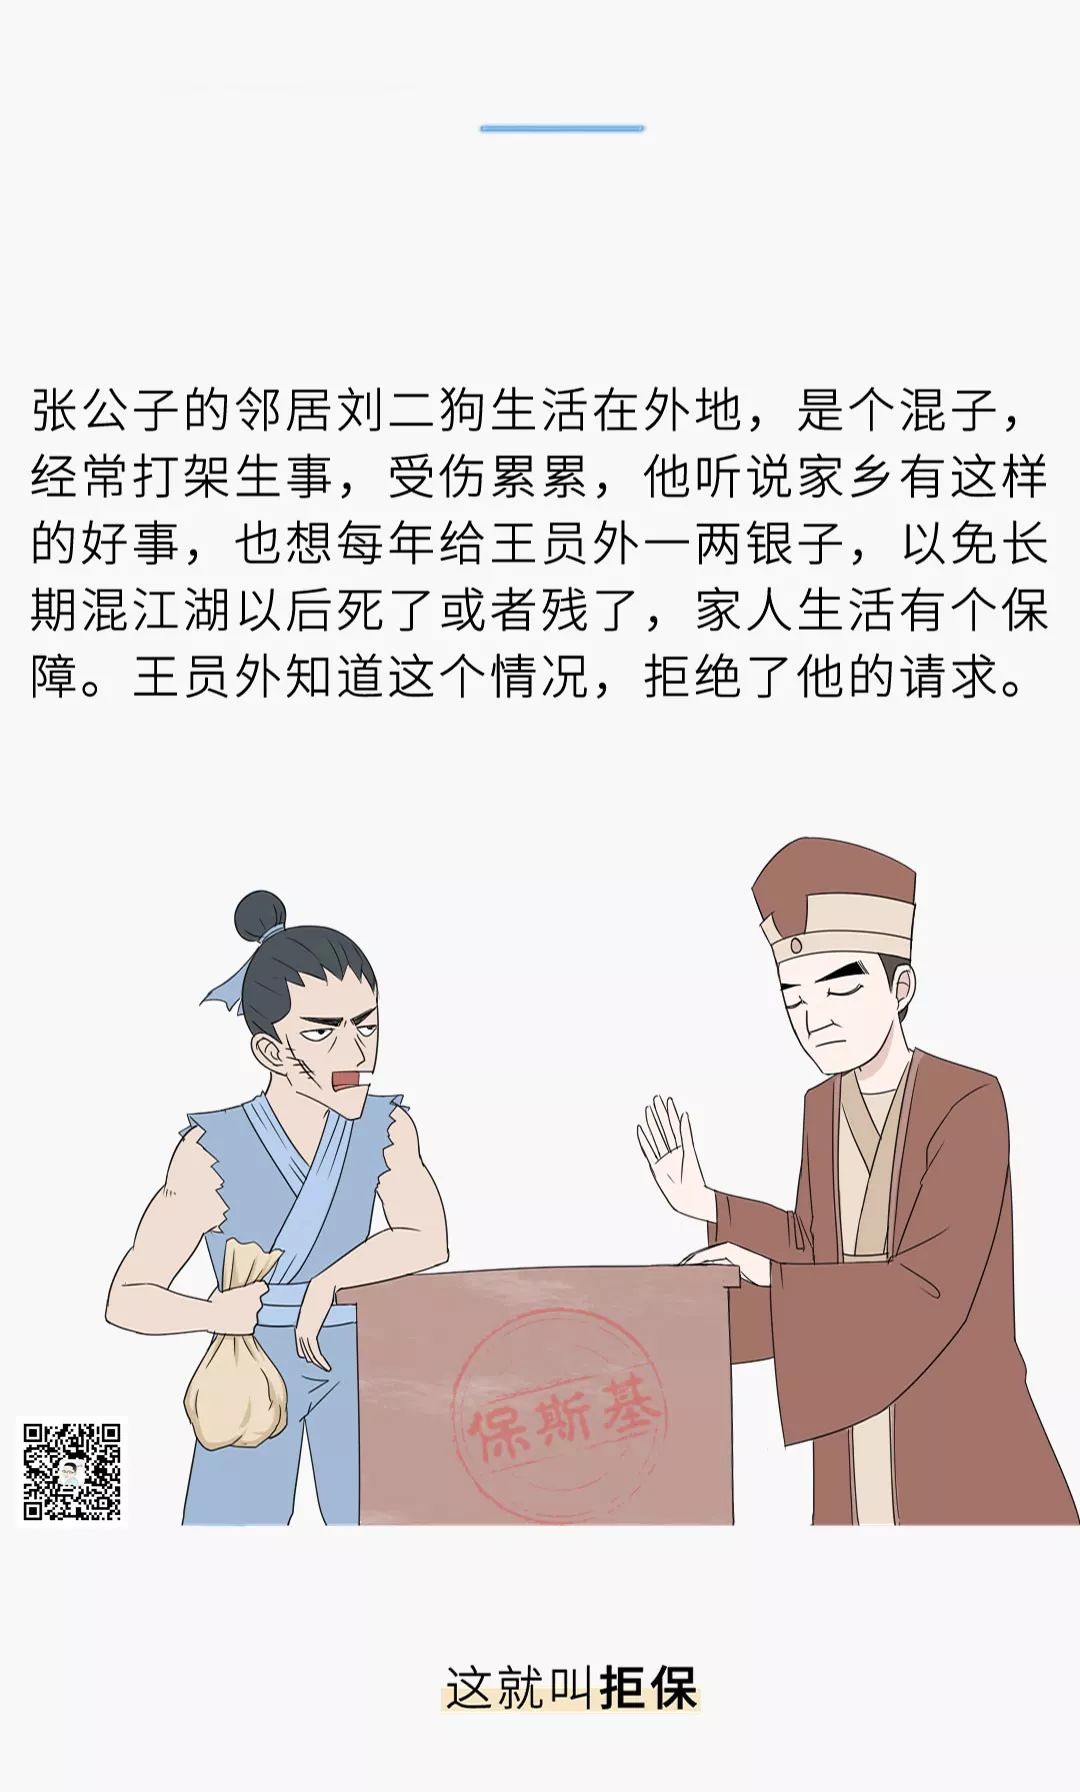 张公子的邻居刘二狗生活在外地，是个混子，
经常打架生事，受伤累累，他听说家乡有这样
的好事，也想每年给王员外一两银子，以免长
期混江湖以后死了或者残了，家人生活有个保
障。王员外知道这个情况，拒绝了他的请求。
保斯基
这就叫拒保